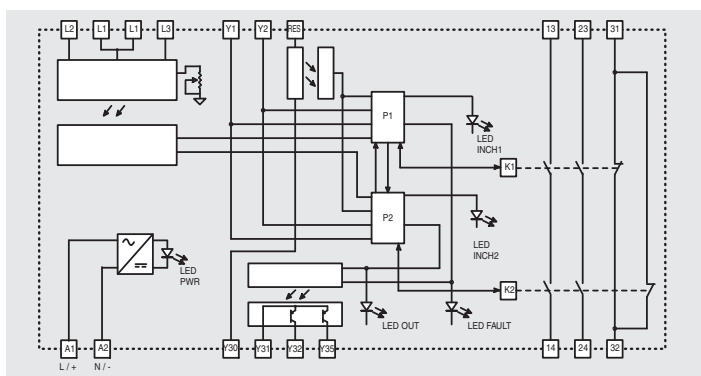 L2 L1 L1 L3 Y1 Y2 RES 13 23 31
P1
LED
INCH1
K1
P2
LED
INCH2
LED
PWR
K2
LED OUT LED FAULT
A1 A2 Y30 Y31 Y32 Y35 14 24 32
L / + N / -